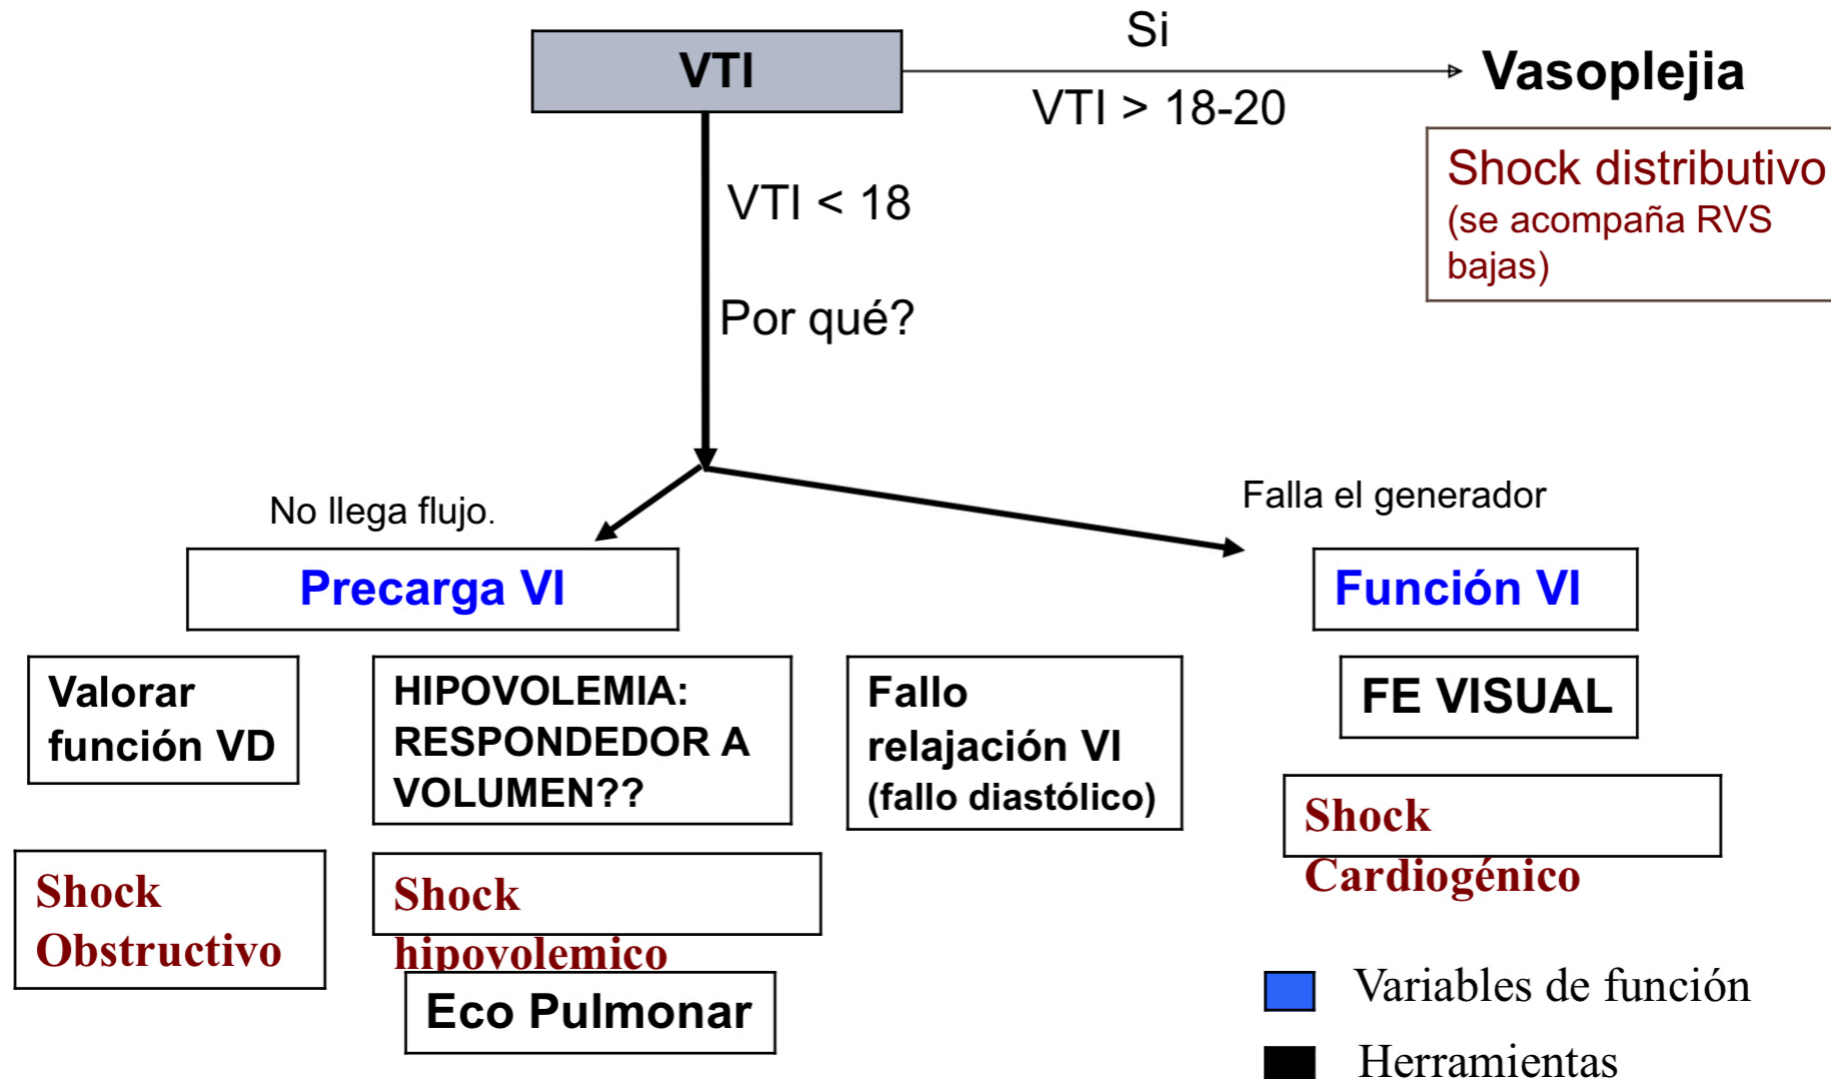 VTI
Si
VTI > 18-20
Vasoplejia
Shock distributivo
(se acompaña RVS
bajas)
VTI < 18
Por qué?
No llega flujo.
Falla el generador
Precarga VI
Función VI
Valorar
función VD
HIPOVOLEMIA:
RESPONDEDOR A
VOLUMEN??
Fallo
relajación VI
(fallo diastólico)
FE VISUAL
Shock
Obstructivo
Shock
hipovolemico
Eco Pulmonar
Shock
Cardiogénico
Variables de función
Herramientas